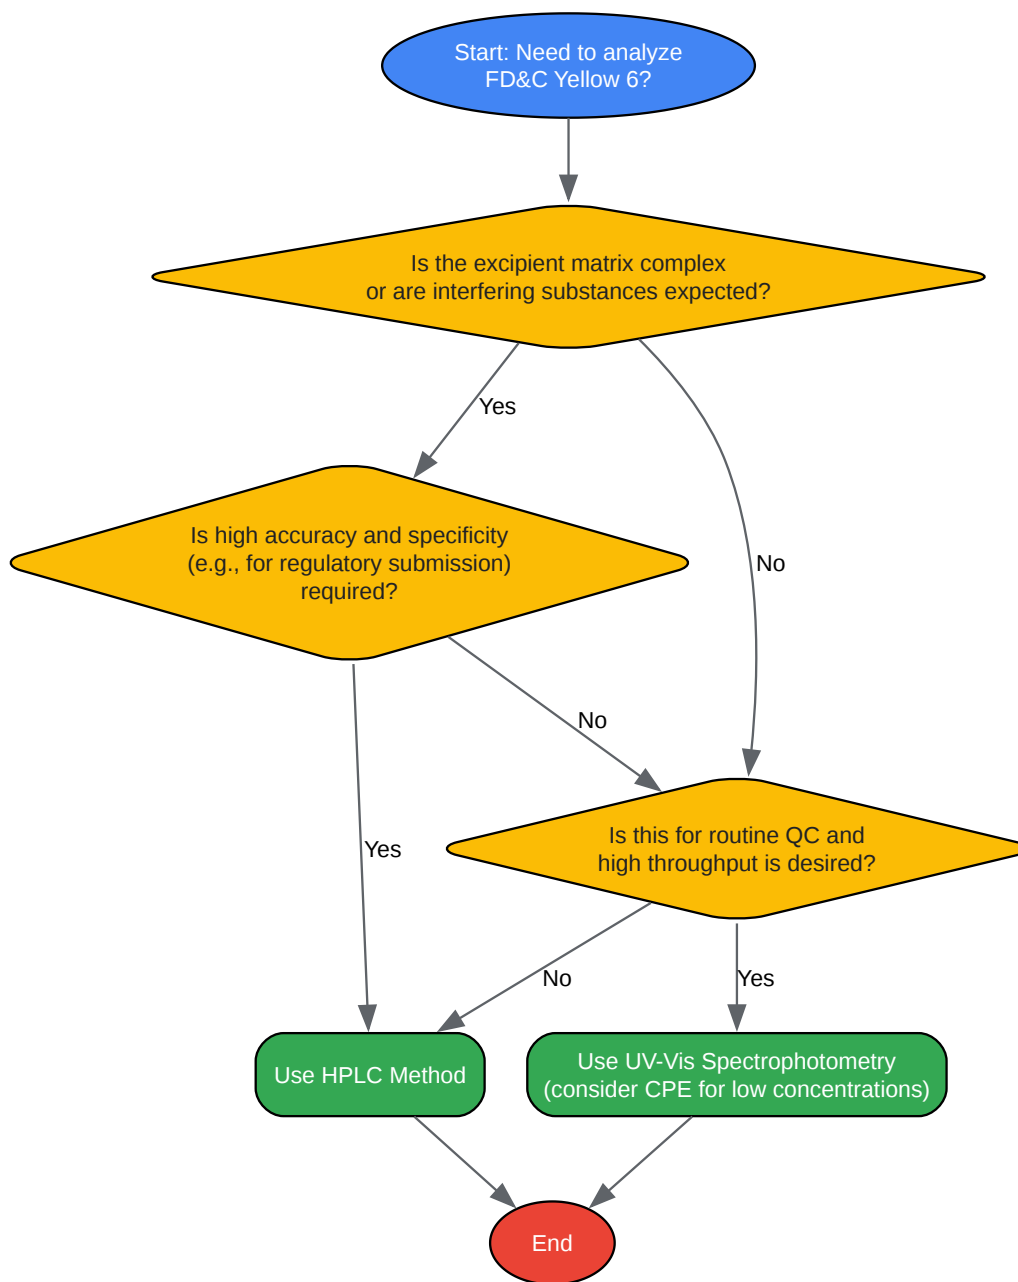 Start: Need to analyze
FD&C Yellow 6?
Is the excipient matrix complex
or are interfering substances expected?
Yes
No
Is high accuracy and specificity
(e.g., for regulatory submission)
required?
No
Yes
Is this for routine QC and
high throughput is desired?
No
Yes
Use HPLC Method
Use UV-Vis Spectrophotometry
(consider CPE for low concentrations)
End